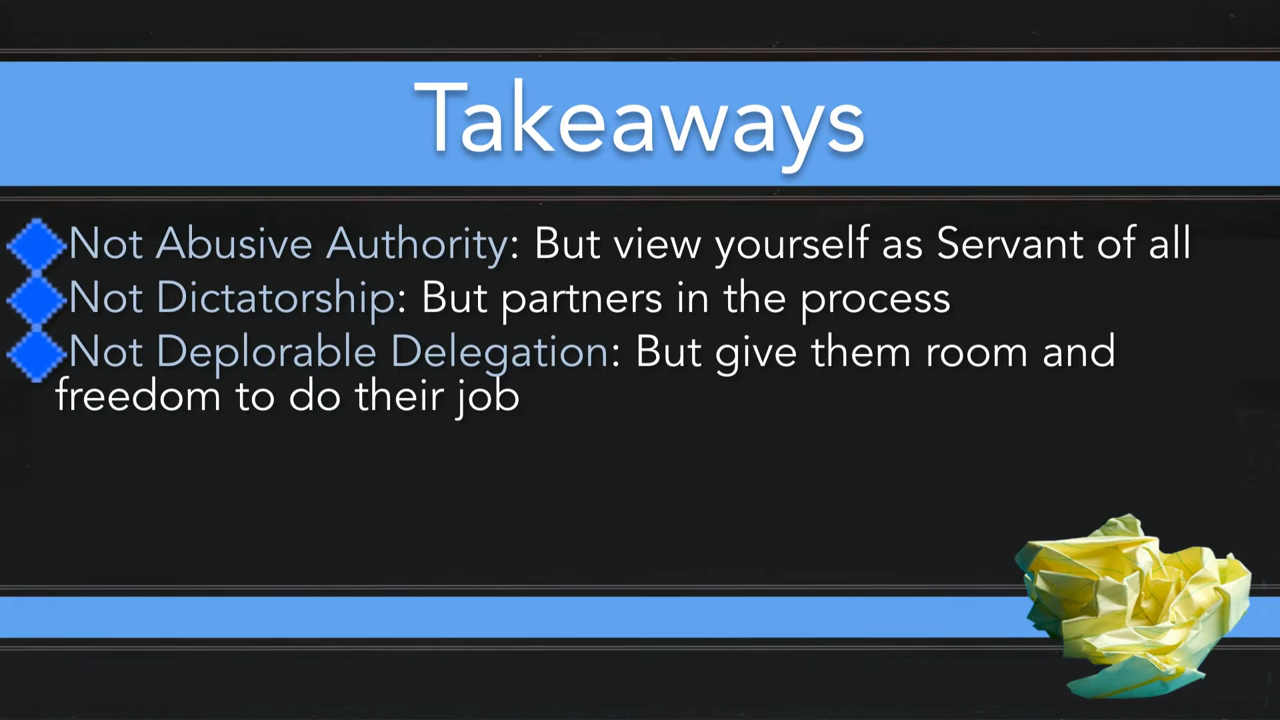 Takeaways
Not Abusive Authority: But view yourself as Servant of all
Not Dictatorship: But partners in the process
Not Deplorable Delegation: But give them room and
freedom to do their job